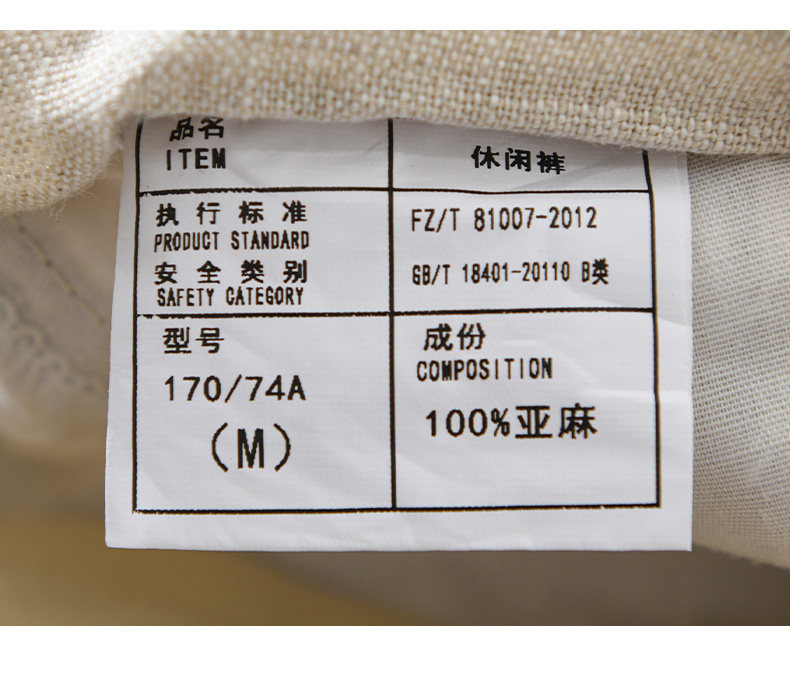 品名
ITEM
休闲裤
执行标准
PRODUCT STANDARD
安全类别
SAFETY CATEGORY
FZ/T 81007-2012
GB/T 18401-20110 B类
型号
170/74A
(M)
成份
COMPOSITION
100%亚麻